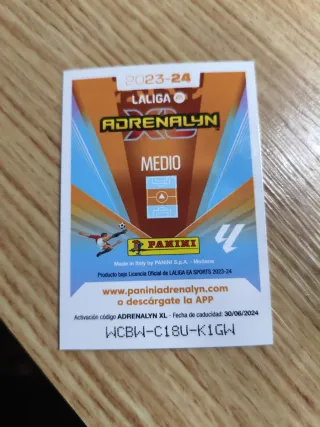 2023-24
LALIGA
ADRENALYN
XL
MEDIO
PANINI
Made in Italy by PANINI S.p.A. - Modena
Producto bajo Licencia Oficial de LALIGA EA SPORTS 2023-24
www.paniniadrenalyn.com
o descárgate la APP
Activación código ADRENALYN XL - Fecha de caducidad: 30/06/2024
WCBW-C18U-K1GW